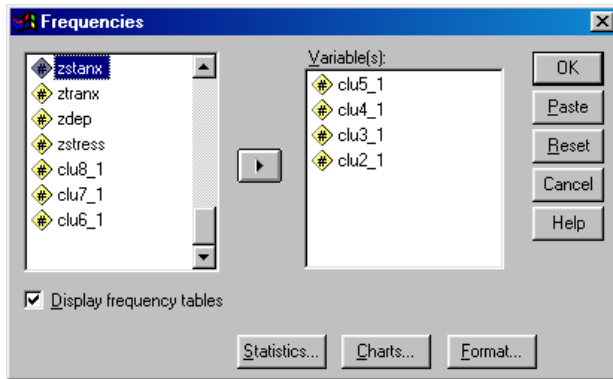 Frequencies
zstanx
ztranx
zdep
zstress
clu8_1
clu7_1
clu6_1
Variable(s):
clu5_1
clu4_1
clu3_1
clu2_1
OK
Paste
Reset
Cancel
Help
Display frequency tables
Statistics...
Charts...
Format...